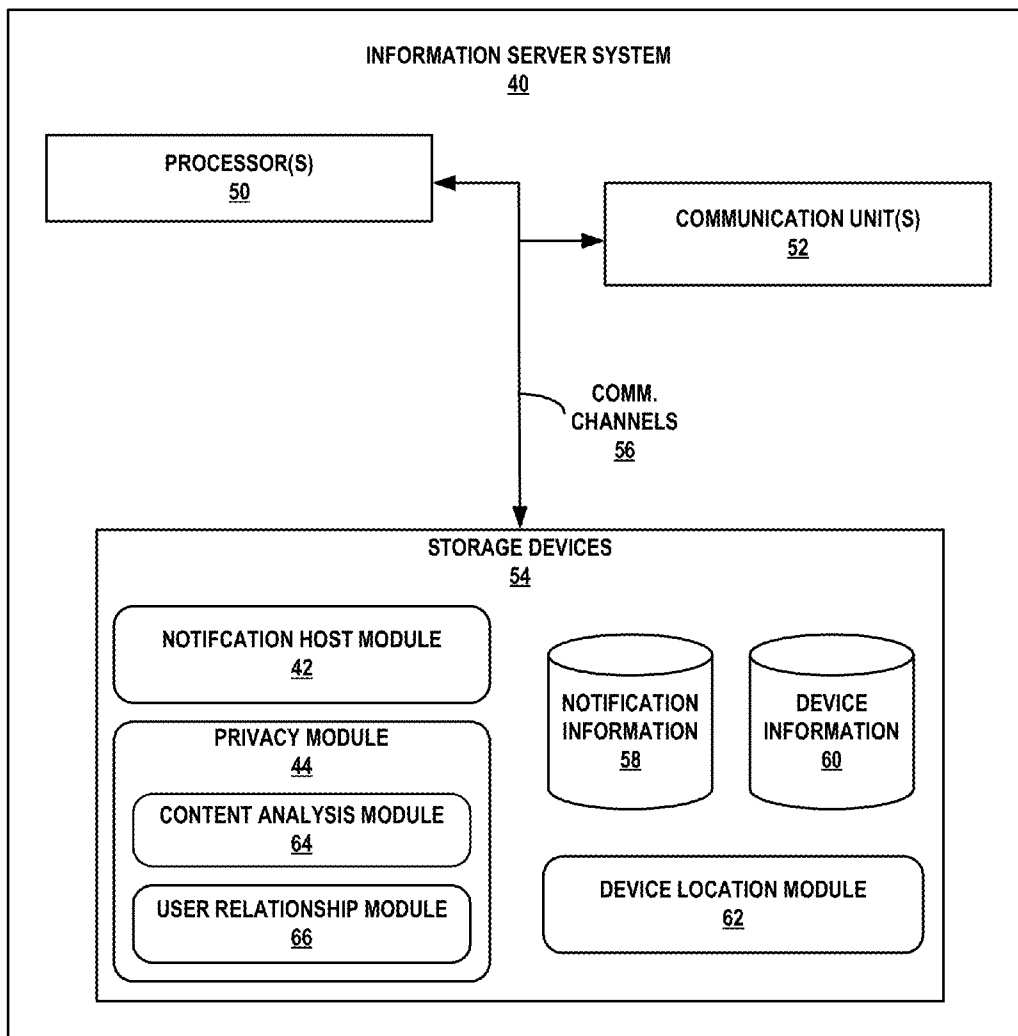 INFORMATION SERVER SYSTEM
40
PROCESSOR(S)
50
COMMUNICATION UNIT(S)
52
COMM.
CHANNELS
56
STORAGE DEVICES
54
NOTIFCATION HOST MODULE
42
PRIVACY MODULE
44
CONTENT ANALYSIS MODULE
64
USER RELATIONSHIP MODULE
66
NOTIFICATION
INFORMATION
58
DEVICE
INFORMATION
60
DEVICE LOCATION MODULE
62